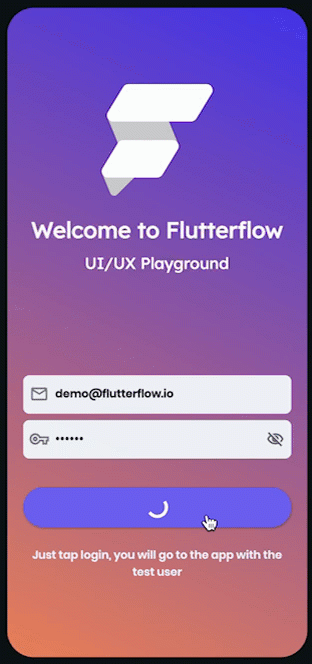 Welcome to Flutterflow
UI/UX Playground
demo@flutterflow.io
••••••
Just tap login, you will go to the app with the
test user